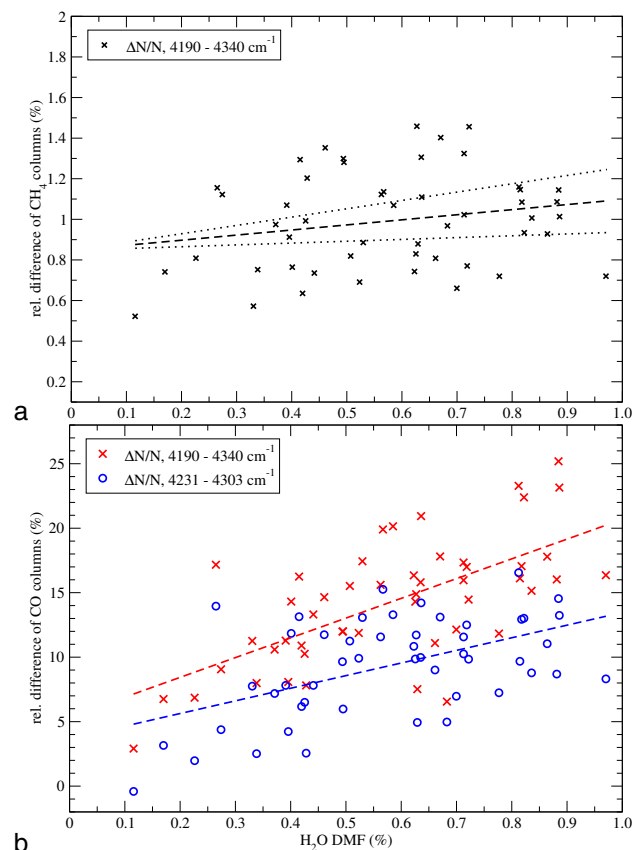 2
1.8
1.6
1.4
1.2
1
0.8
0.6
0.4
0.2
rel. difference of CH4 columns (%)
ΔN/N, 4190 - 4340 cm-1
0 0.1 0.2 0.3 0.4 0.5 0.6 0.7 0.8 0.9 1
a
25
20
15
10
5
0
rel. difference of CO columns (%)
ΔN/N, 4190 - 4340 cm-1
ΔN/N, 4231 - 4303 cm-1
0 0.1 0.2 0.3 0.4 0.5 0.6 0.7 0.8 0.9 1
H2O DMF (%)
b